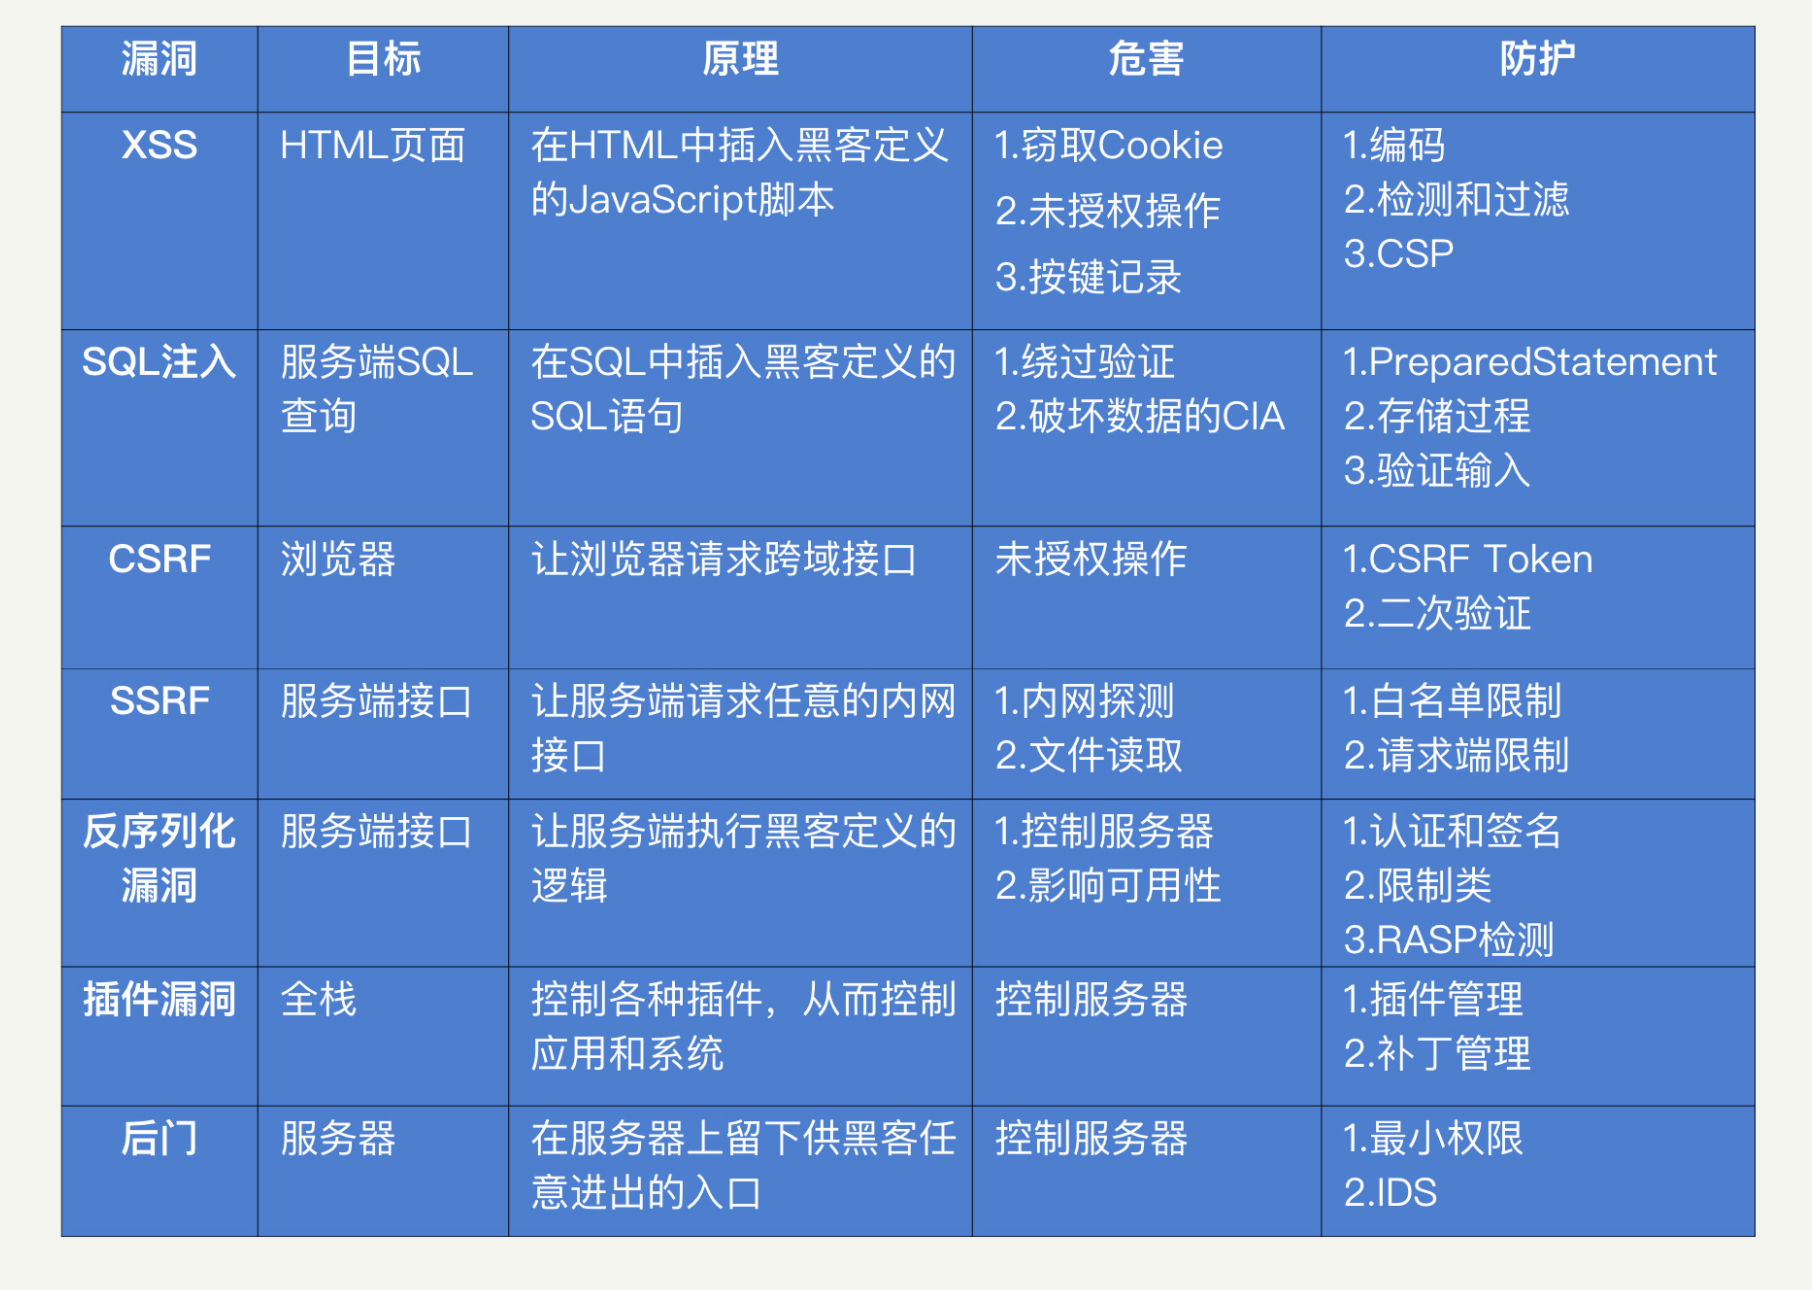 漏洞
目标
原理
危害
防护
XSS
HTML页面
在HTML中插入黑客定义
的JavaScript脚本
1.窃取Cookie
2.未授权操作
3.按键记录
1.编码
2.检测和过滤
3.CSP
SQL注入
服务端SQL
查询
在SQL中插入黑客定义的
SQL语句
1.绕过验证
2.破坏数据的CIA
1.PreparedStatement
2.存储过程
3.验证输入
CSRF
浏览器
让浏览器请求跨域接口
未授权操作
1.CSRF Token
2.二次验证
SSRF
服务端接口
让服务端请求任意的内网
接口
1.内网探测
2.文件读取
1.白名单限制
2.请求端限制
反序列化
漏洞
服务端接口
让服务端执行黑客定义的
逻辑
1.控制服务器
2.影响可用性
1.认证和签名
2.限制类
3.RASP检测
插件漏洞
全栈
控制各种插件，从而控制
应用和系统
控制服务器
1.插件管理
2.补丁管理
后门
服务器
在服务器上留下供黑客任
意进出的入口
控制服务器
1.最小权限
2.IDS